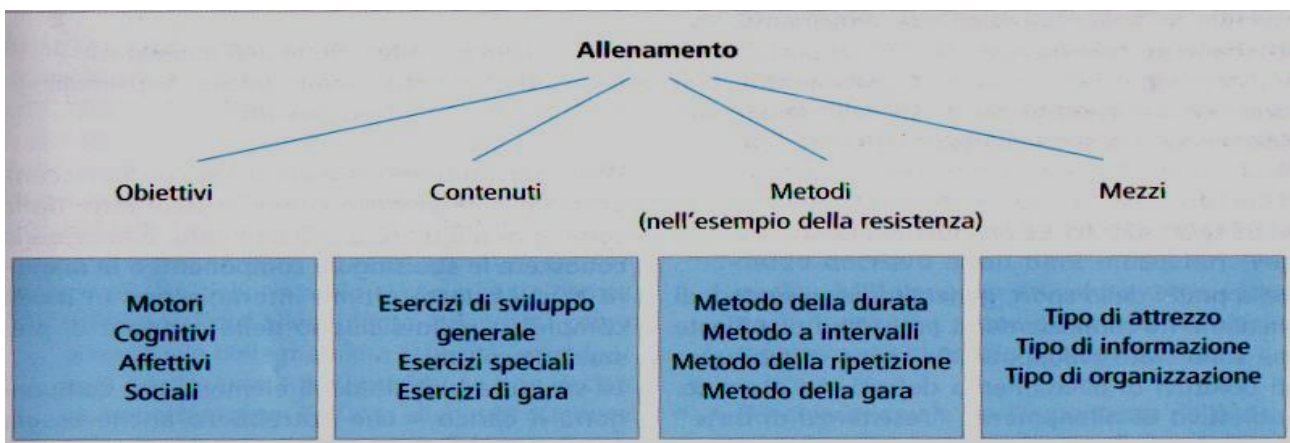 Allenamento
Obiettivi
Contenuti
Metodi
(nell'esempio della resistenza)
Mezzi
Motori
Cognitivi
Affettivi
Sociali
Esercizi di sviluppo
generale
Esercizi speciali
Esercizi di gara
Metodo della durata
Metodo a intervalli
Metodo della ripetizione
Metodo della gara
Tipo di attrezzo
Tipo di informazione
Tipo di organizzazione